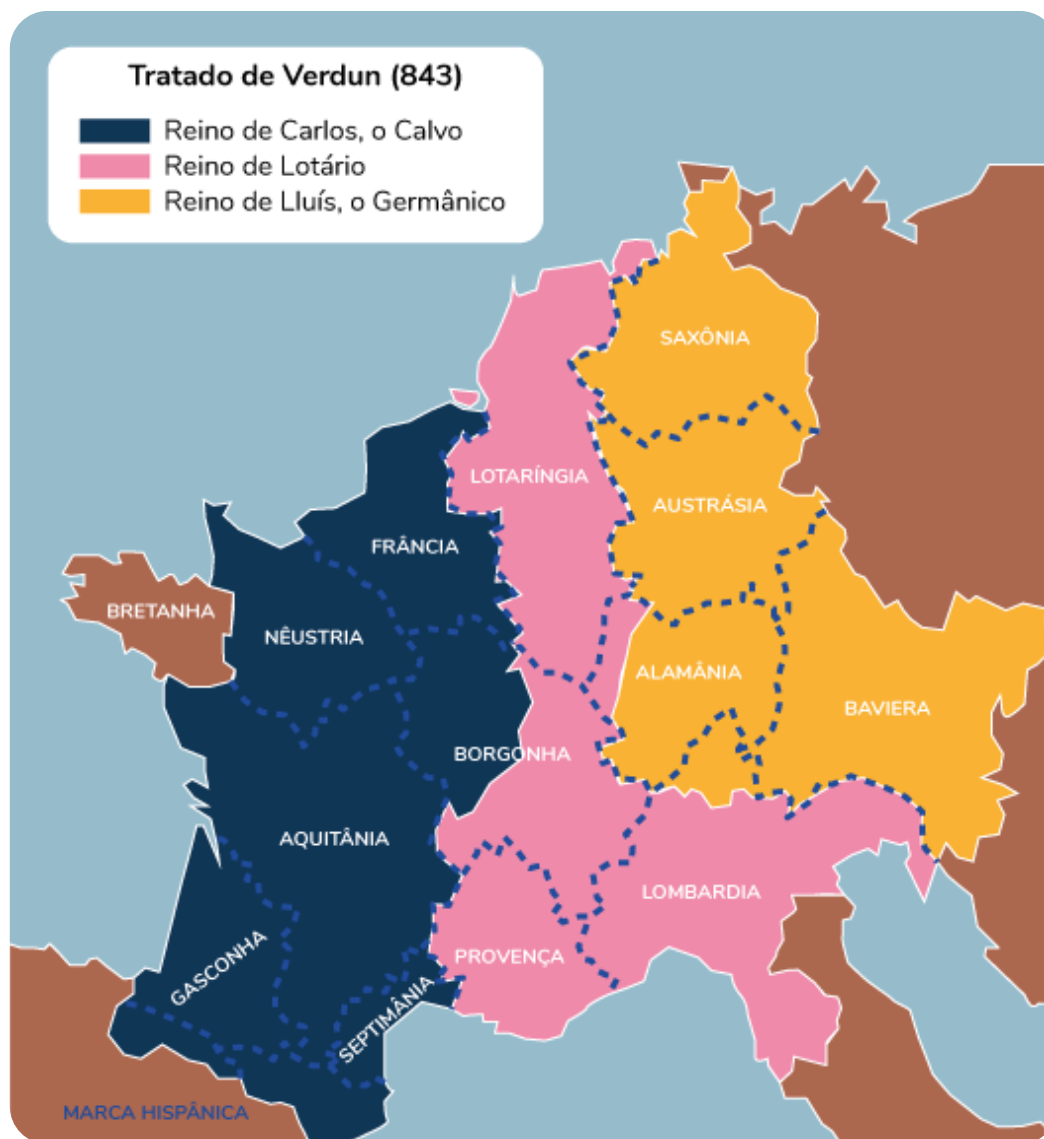 Tratado de Verdun (843)
Reino de Carlos, o Calvo
Reino de Lotário
Reino de Lluís, o Germânico
SAXÔNIA
LOTARÍNGIA
AUSTRÁSIA
FRÂNCIA
BRETANHA
NÊUSTRIA
ALAMÂNIA
BAVIERA
BORGONHA
AQUITÂNIA
LOMBARDIA
PROVENÇA
GASCONHA
SEPTIMÂNIA
MARCA HISPÂNICA